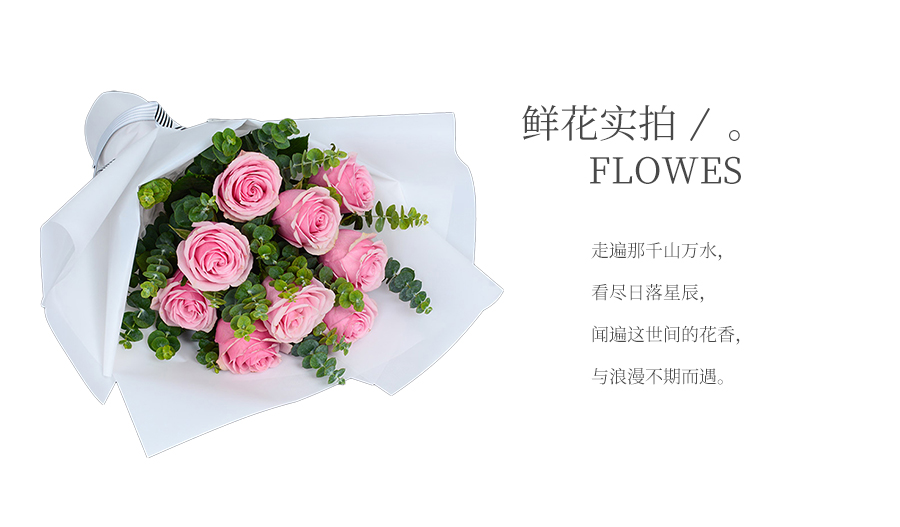 鲜花实拍 / 。
FLOWES
走遍那千山万水，
看尽日落星辰，
闻遍这世间的花香，
与浪漫不期而遇。